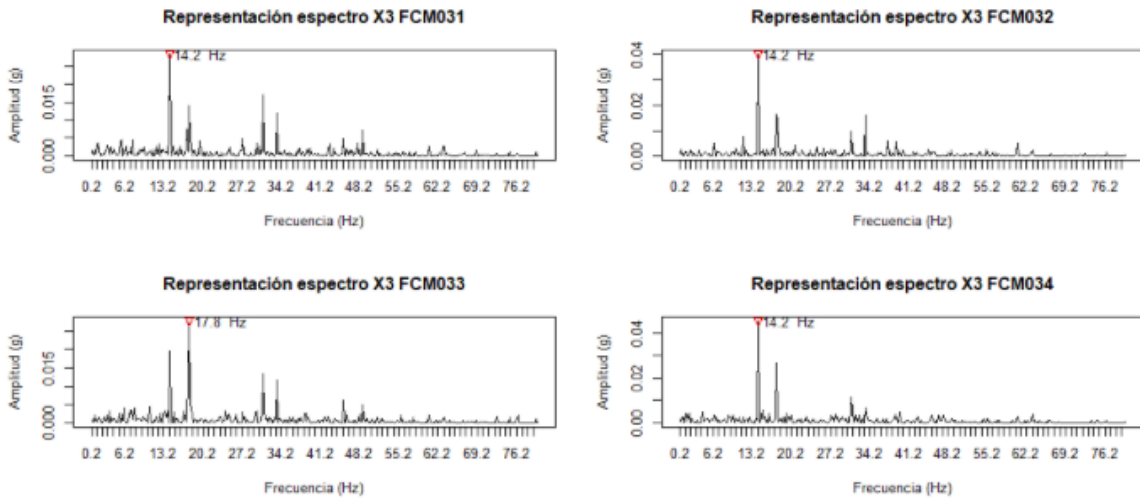 Representación espectro X3 FCM031
14.2 Hz
Amplitud (g)
0.015
0.000
0.2 6.2 13.2 20.2 27.2 34.2 41.2 48.2 55.2 62.2 69.2 76.2
Frecuencia (Hz)
Representación espectro X3 FCM032
14.2 Hz
Amplitud (g)
0.04
0.02
0.00
0.2 6.2 13.2 20.2 27.2 34.2 41.2 48.2 55.2 62.2 69.2 76.2
Frecuencia (Hz)
Representación espectro X3 FCM033
17.8 Hz
Amplitud (g)
0.015
0.000
0.2 6.2 13.2 20.2 27.2 34.2 41.2 48.2 55.2 62.2 69.2 76.2
Frecuencia (Hz)
Representación espectro X3 FCM034
14.2 Hz
Amplitud (g)
0.04
0.02
0.00
0.2 6.2 13.2 20.2 27.2 34.2 41.2 48.2 55.2 62.2 69.2 76.2
Frecuencia (Hz)